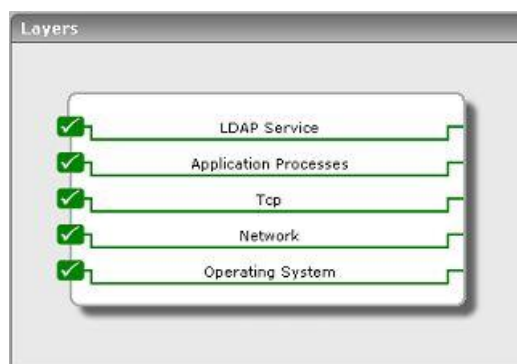 Layers
LDAP Service
Application Processes
Tcp
Network
Operating System